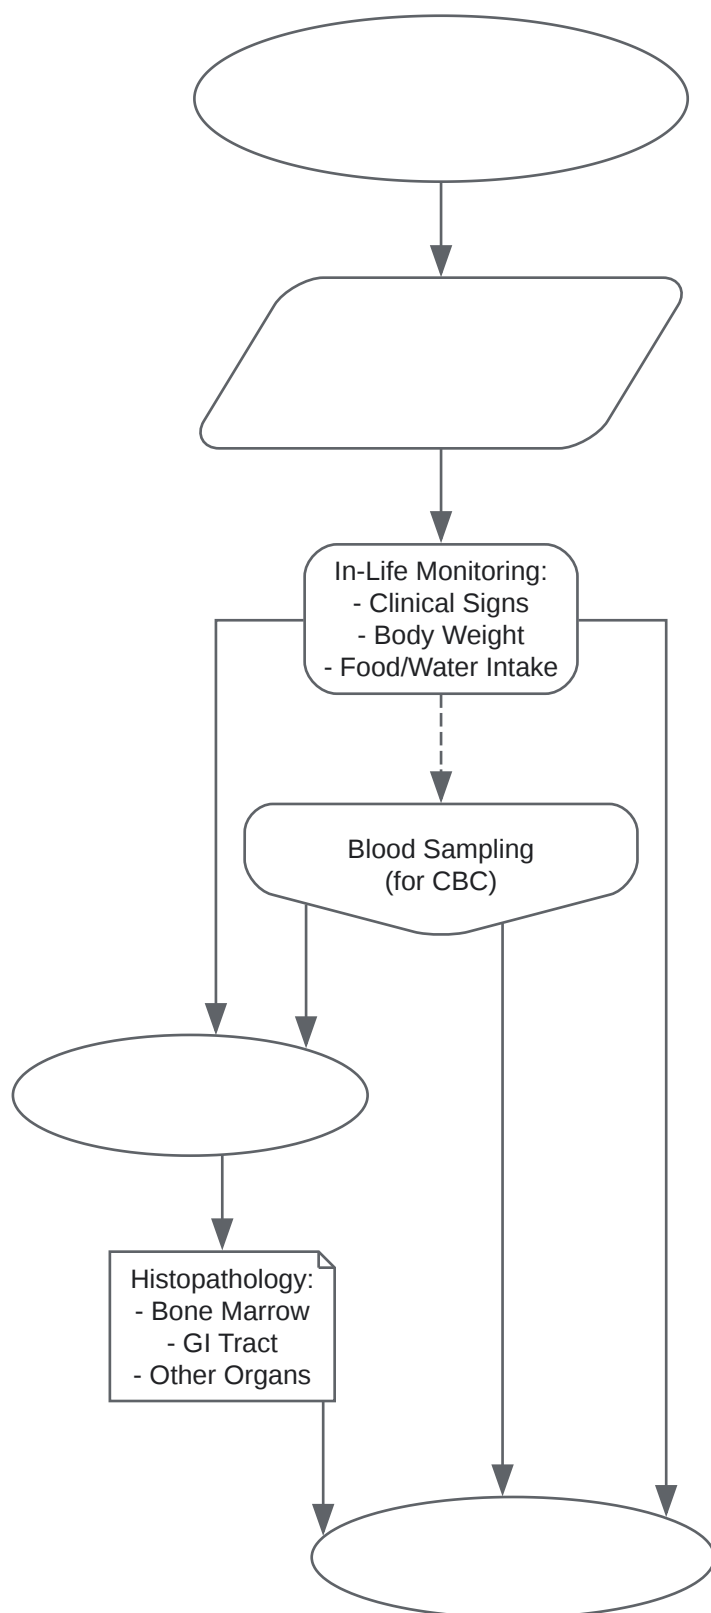 In-Life Monitoring:
- Clinical Signs
- Body Weight
- Food/Water Intake
Blood Sampling
(for CBC)
Histopathology:
- Bone Marrow
- GI Tract
- Other Organs